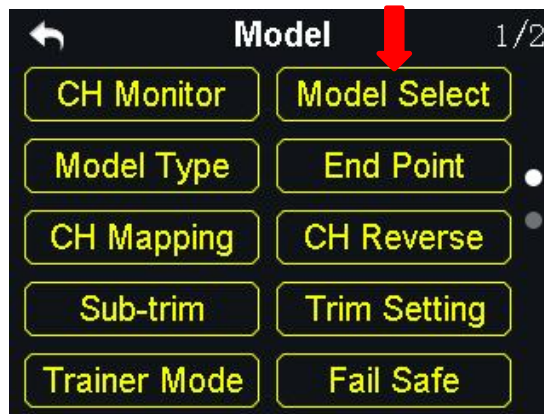 Model 1/2
CH Monitor Model Select
Model Type End Point
CH Mapping CH Reverse
Sub-trim Trim Setting
Trainer Mode Fail Safe